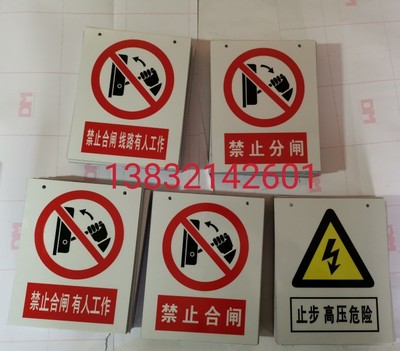 禁止合闸 线路有人工作
禁止分闸
13832142601
禁止合闸 有人工作
禁止合闸
止步 高压危险